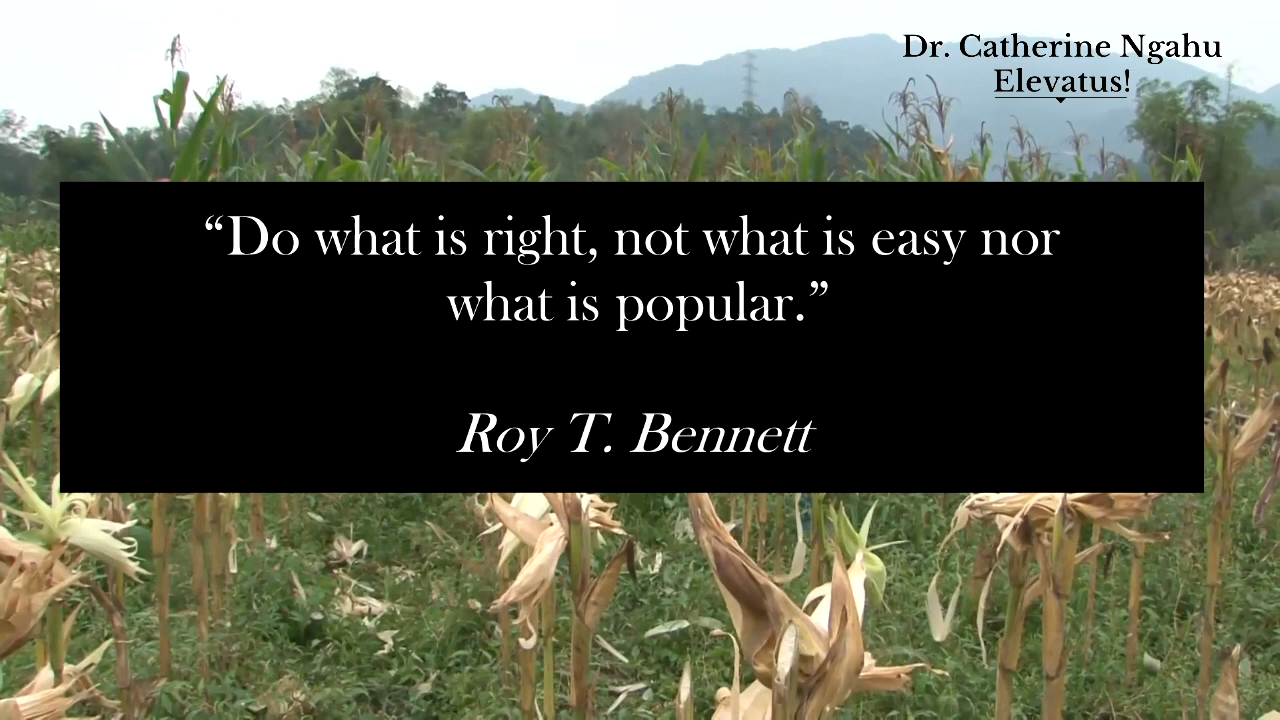 Dr. Catherine Ngahu
Elevatus!
“Do what is right, not what is easy nor
what is popular.”
Roy T. Bennett